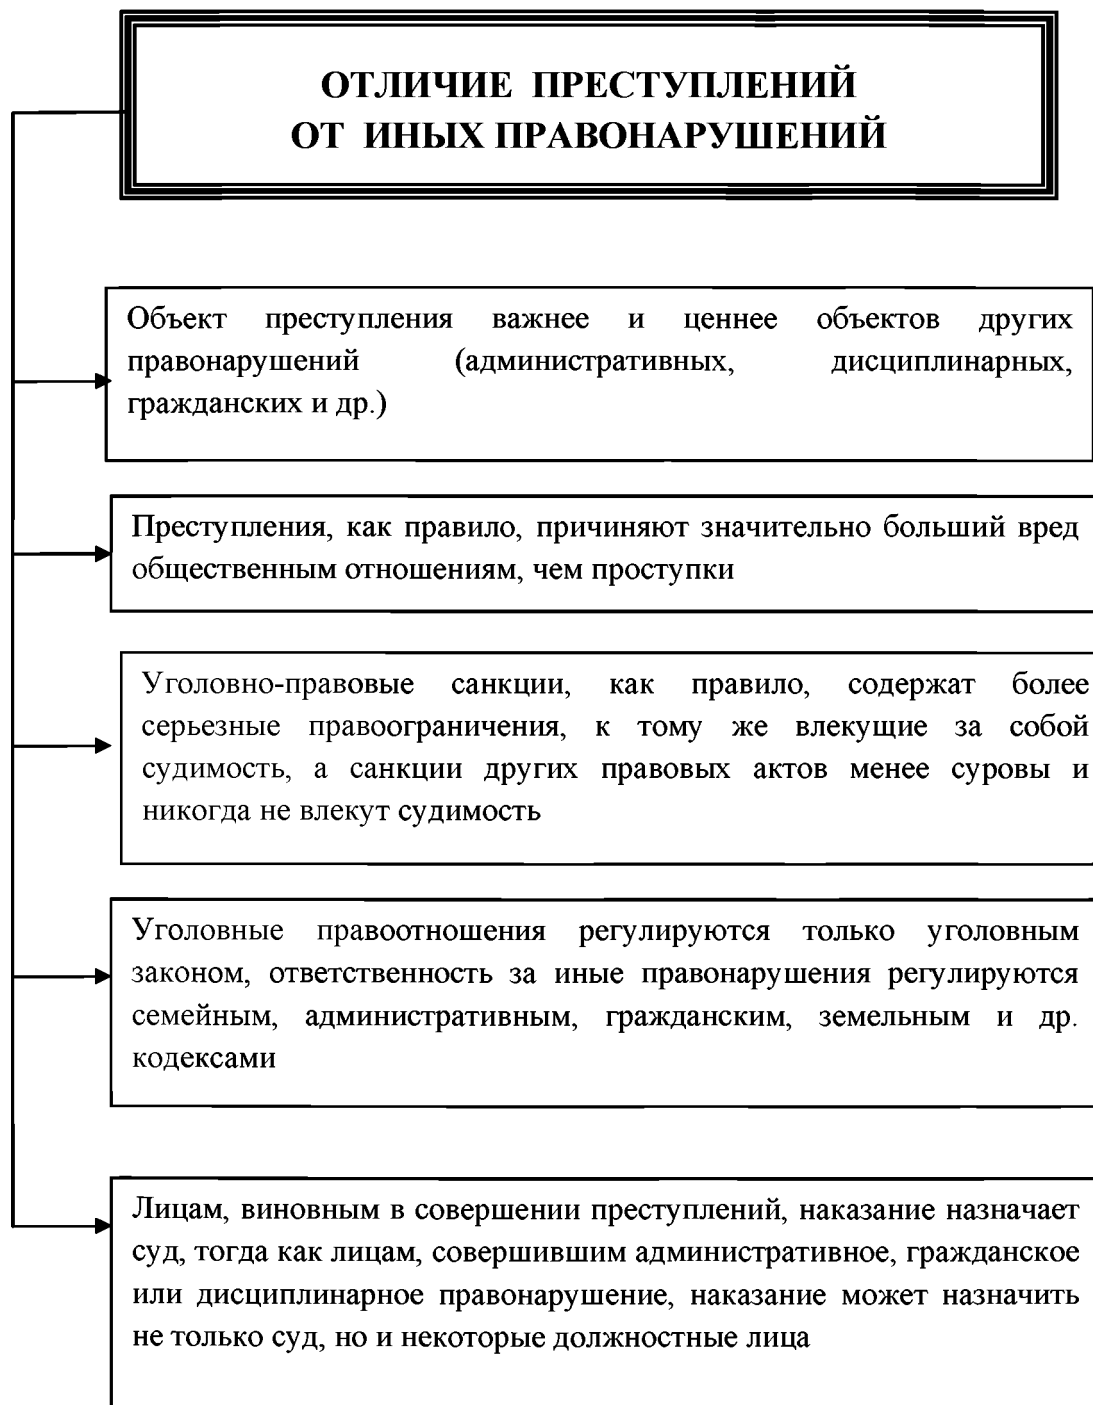 ОТЛИЧИЕ ПРЕСТУПЛЕНИЙ
ОТ ИНЫХ ПРАВОНАРУШЕНИЙ
Объект преступления важнее и ценнее объектов других
правонарушений (административных, дисциплинарных,
гражданских и др.)
Преступления, как правило, причиняют значительно больший вред
общественным отношениям, чем проступки
Уголовно-правовые санкции, как правило, содержат более
серьезные правоограничения, к тому же влекущие за собой
судимость, а санкции других правовых актов менее суровы и
никогда не влекут судимость
Уголовные правоотношения регулируются только уголовным
законом, ответственность за иные правонарушения регулируются
семейным, административным, гражданским, земельным и др.
кодексами
Лицам, виновным в совершении преступлений, наказание назначает
суд, тогда как лицам, совершившим административное, гражданское
или дисциплинарное правонарушение, наказание может назначить
не только суд, но и некоторые должностные лица